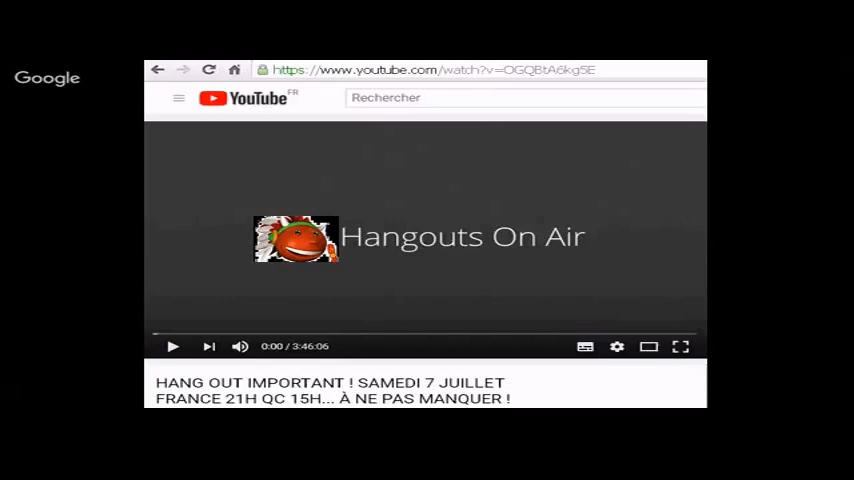 Google
https://www.youtube.com/watch?v=OGQBtA6kg5E
YouTube FR
Rechercher
Hangouts On Air
0:00 / 3:46:06
HANG OUT IMPORTANT ! SAMEDI 7 JUILLET
FRANCE 21H QC 15H... À NE PAS MANQUER !